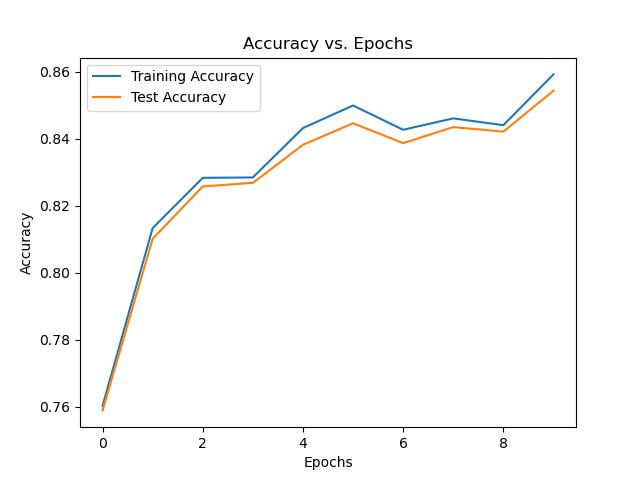 Accuracy vs. Epochs
Training Accuracy
Test Accuracy
0.86
0.84
0.82
0.80
0.78
0.76
Accuracy
0 2 4 6 8
Epochs